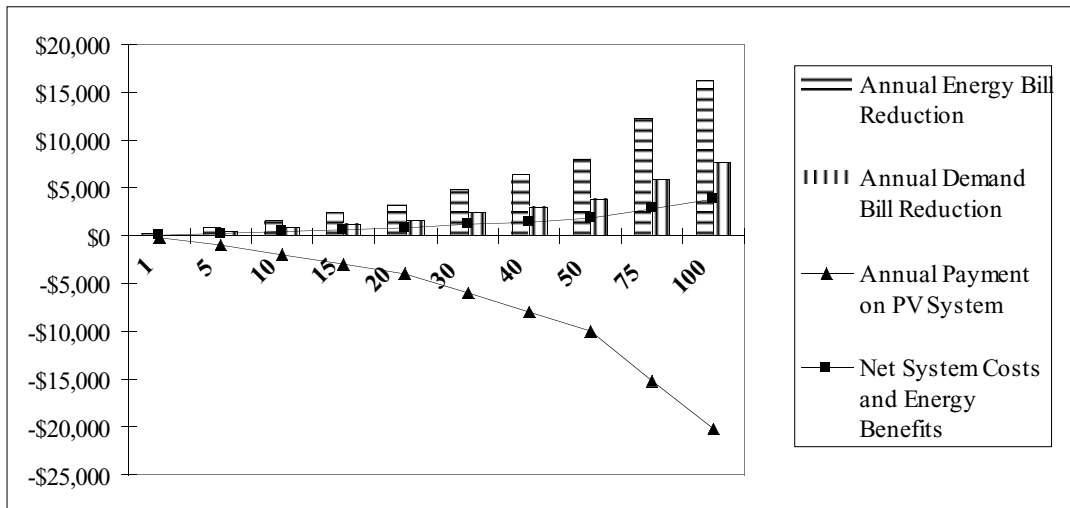 $20,000
$15,000
$10,000
$5,000
$0
-$5,000
-$10,000
-$15,000
-$20,000
-$25,000
1
5
10
15
20
30
40
50
75
100
Annual Energy Bill
Reduction
Annual Demand
Bill Reduction
Annual Payment
on PV System
Net System Costs
and Energy
Benefits